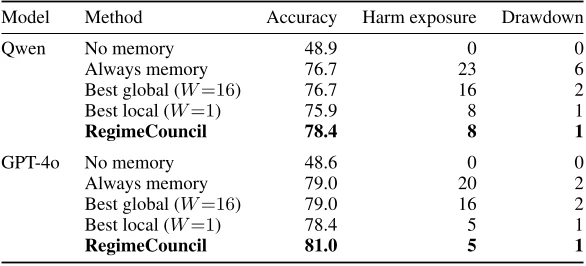 Model Method Accuracy Harm exposure Drawdown
Qwen No memory 48.9 0 0
Always memory 76.7 23 6
Best global (W=16) 76.7 16 2
Best local (W=1) 75.9 8 1
RegimeCouncil 78.4 8 1
GPT-4o No memory 48.6 0 0
Always memory 79.0 20 2
Best global (W=16) 79.0 16 2
Best local (W=1) 78.4 5 1
RegimeCouncil 81.0 5 1